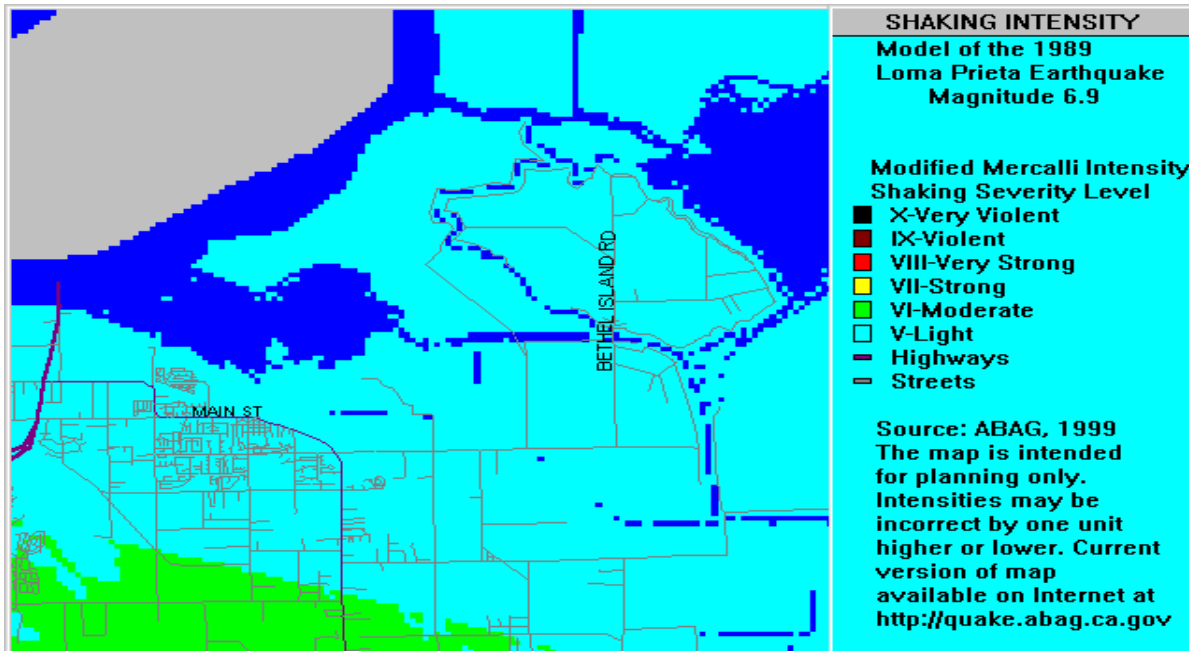 SHAKING INTENSITY
Model of the 1989
Loma Prieta Earthquake
Magnitude 6.9
Modified Mercalli Intensity
Shaking Severity Level
X-Very Violent
IX-Violent
VIII-Very Strong
VII-Strong
VI-Moderate
V-Light
Highways
Streets
Source: ABAG, 1999
The map is intended
for planning only.
Intensities may be
incorrect by one unit
higher or lower. Current
version of map
available on Internet at
http://quake.abag.ca.gov
BETHEL ISLAND RD
MAIN ST